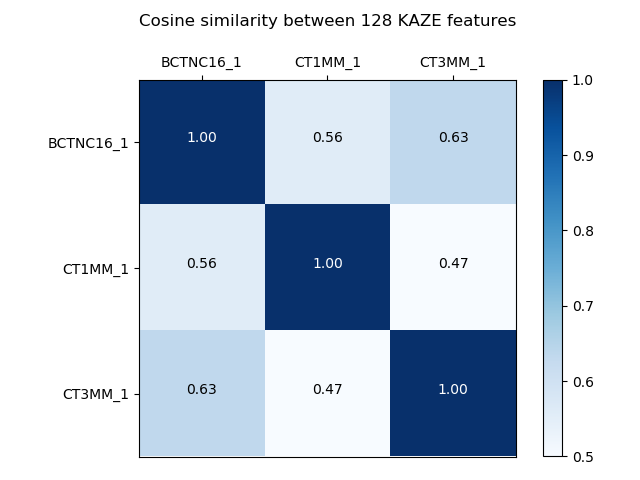 Cosine similarity between 128 KAZE features
BCTNC16_1 CT1MM_1 CT3MM_1
BCTNC16_1 1.00 0.56 0.63
CT1MM_1 0.56 1.00 0.47
CT3MM_1 0.63 0.47 1.00
1.0
0.9
0.8
0.7
0.6
0.5